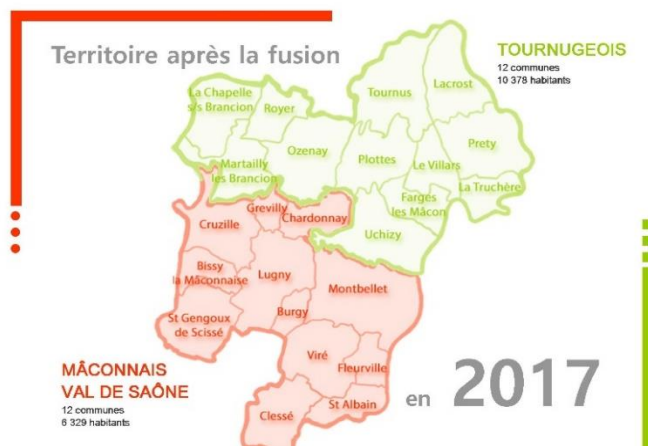 Territoire après la fusion
TOURNUGEOIS
12 communes
10 378 habitants
La Chapelle
s/s Brancion
Royer
Tournus
Lacrost
Ozenay
Martailly
les Brancion
Plottes
Le Villars
Prety
La Truchère
Farges
les Mâcon
Uchizy
Grevilly
Chardonnay
Cruzille
Bissy
la Mâconnaise
Lugny
Montbellet
St Gengoux
de Scissé
Burgy
Viré
Fleurville
St Albain
Clessé
MÂCONNAIS
VAL DE SAÔNE
12 communes
6 329 habitants
en 2017